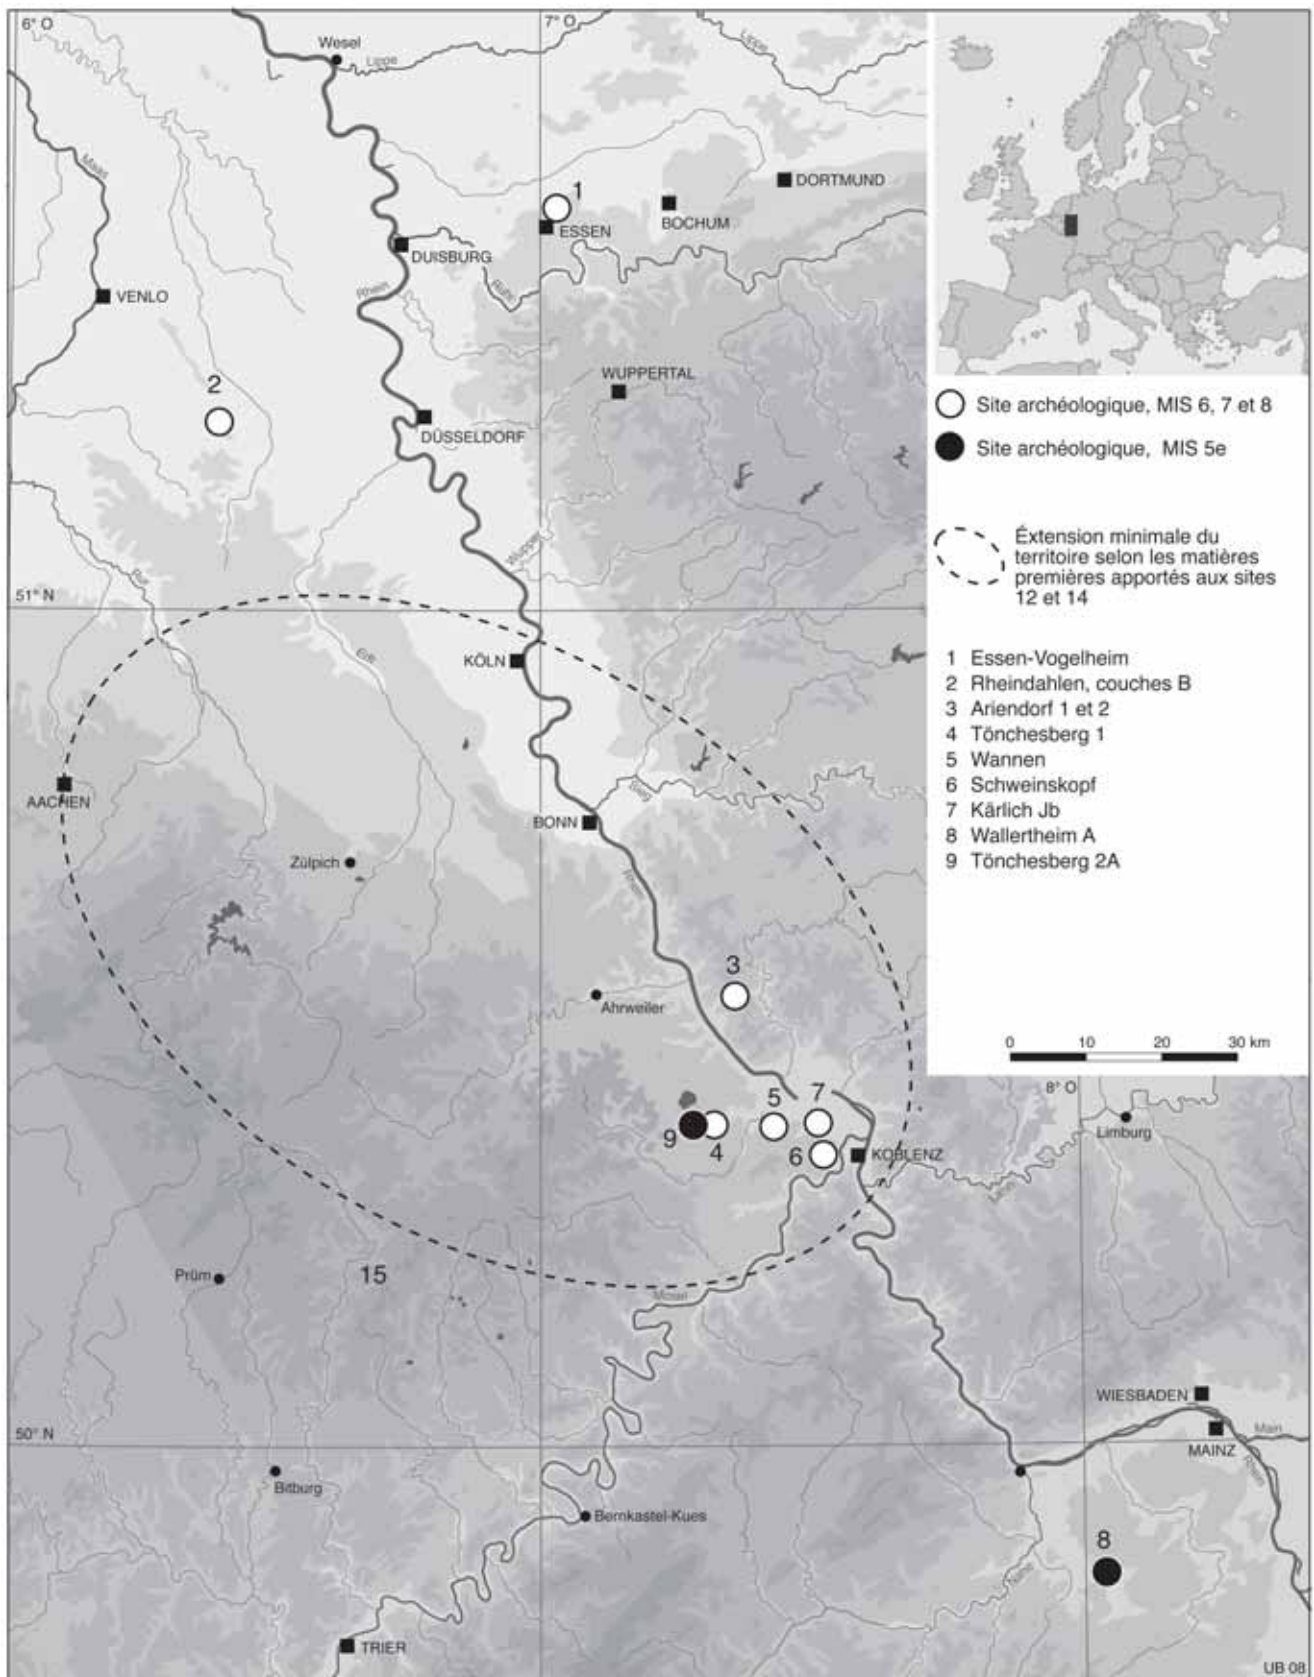 6° O
7° O
Wesel
Lippe
Lippe
Maas
1
DORTMUND
BOCHUM
ESSEN
DUISBURG
Rhein
Ruhr
VENLO
WUPPERTAL
2
DÜSSELDORF
Wupper
Rur
51° N
Erft
KÖLN
AACHEN
Sieg
BONN
Zülpich
Rhein
3
Ahrweiler
5
7
9
4
6
KOBLENZ
8° O
Limburg
Lahn
Prüm
15
Mosel
WIESBADEN
MAINZ
Main
Rhein
50° N
Bitburg
Bernkastel-Kues
8
Nahe
TRIER
UB 08
Site archéologique, MIS 6, 7 et 8
Site archéologique, MIS 5e
Éxtension minimale du
territoire selon les matières
premières apportés aux sites
12 et 14
1 Essen-Vogelheim
2 Rheindahlen, couches B
3 Ariendorf 1 et 2
4 Tönchesberg 1
5 Wannen
6 Schweinskopf
7 Kärlich Jb
8 Wallertheim A
9 Tönchesberg 2A
0 10 20 30 km